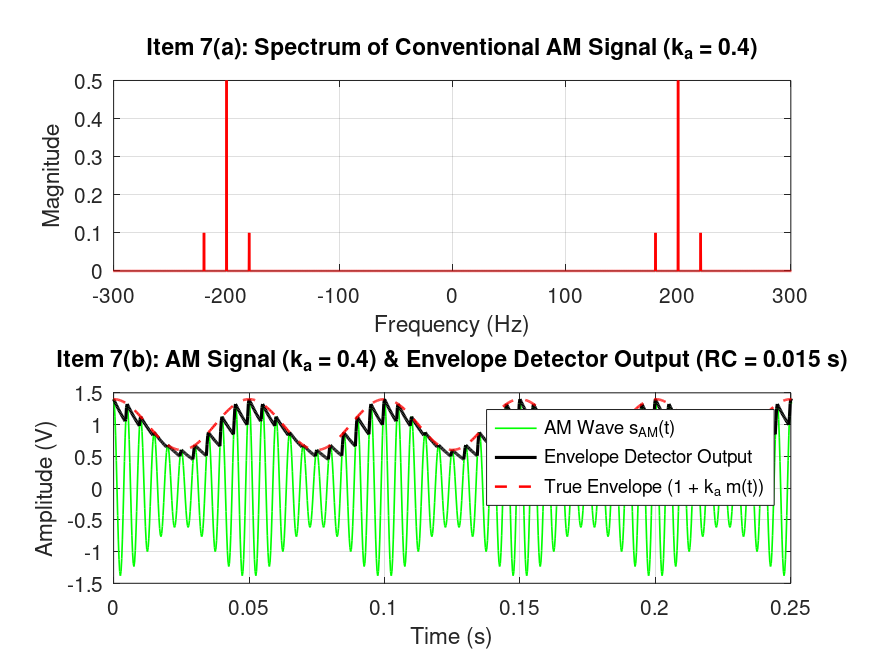 Item 7(a): Spectrum of Conventional AM Signal (kₐ = 0.4)
0.5
0.4
0.3
0.2
0.1
0
Magnitude
-300 -200 -100 0 100 200 300
Frequency (Hz)
Item 7(b): AM Signal (kₐ = 0.4) & Envelope Detector Output (RC = 0.015 s)
1.5
1
0.5
0
-0.5
-1
-1.5
Amplitude (V)
AM Wave s_AM(t)
Envelope Detector Output
True Envelope (1 + kₐ m(t))
0 0.05 0.1 0.15 0.2 0.25
Time (s)